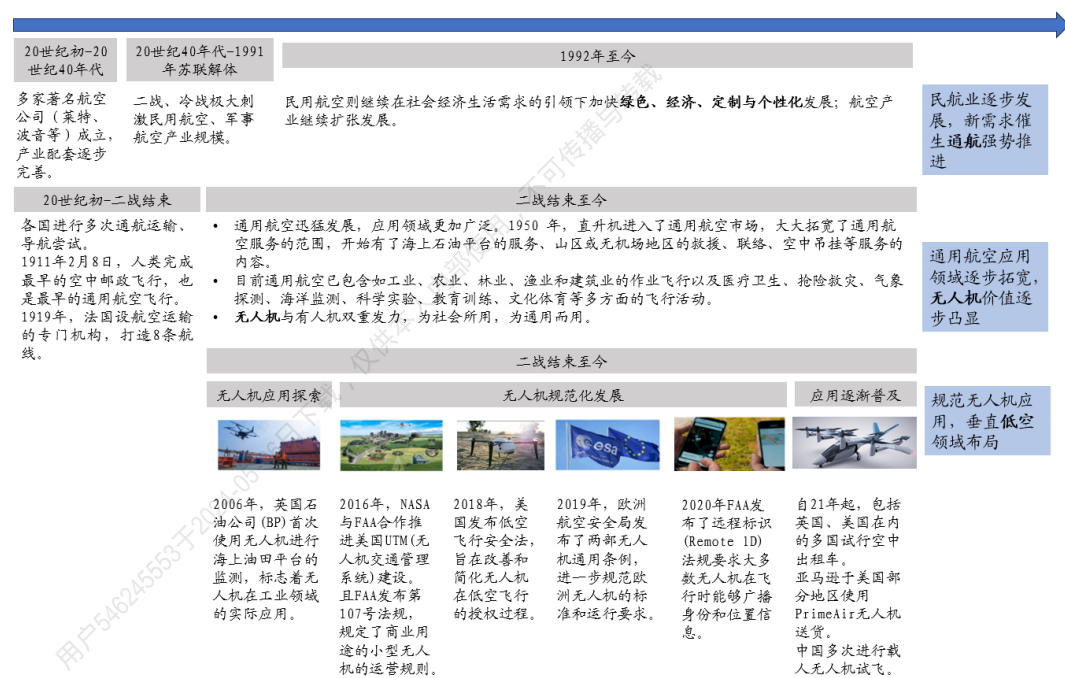 20世纪初-20
世纪40年代
20世纪40年代-1991
年苏联解体
1992年至今
多家著名航空
公司（莱特、
波音等）成立，
产业配套逐步
完善。
二战、冷战极大刺
激民用航空、军事
航空产业规模。
民用航空则继续在社会经济生活需求的引领下加快绿色、经济、定制与个性化发展；航空产
业继续扩张发展。
民航业逐步发
展，新需求催
生通航强势推
进
20世纪初-二战结束
二战结束至今
各国进行多次通航运输、
导航尝试。
1911年2月8日，人类完成
最早的空中邮政飞行，也
是最早的通用航空飞行。
1919年，法国设航空运输
的专门机构，打造8条航
线。
• 通用航空迅猛发展，应用领域更加广泛。1950 年，直升机进入了通用航空市场，大大拓宽了通用航
空服务的范围，开始有了海上石油平台的服务、山区或无机场地区的救援、联络、空中吊挂等服务的
内容。
• 目前通用航空已包含如工业、农业、林业、渔业和建筑业的作业飞行以及医疗卫生、抢险救灾、气象
探测、海洋监测、科学实验、教育训练、文化体育等多方面的飞行活动。
• 无人机与有人机双重发力，为社会所用，为通用而用。
通用航空应用
领域逐步拓宽，
无人机价值逐
步凸显
二战结束至今
无人机应用探索
无人机规范化发展
应用逐渐普及
规范无人机应
用，垂直低空
领域布局
esa
2006年，英国石
油公司(BP)首次
使用无人机进行
海上油田平台的
监测，标志着无
人机在工业领域
的实际应用。
2016年，NASA
与FAA合作推
进美国UTM(无
人机交通管理
系统)建设。
且FAA发布第
107号法规，
规定了商业用
途的小型无人
机的运营规则。
2018年，美
国发布低空
飞行安全法，
旨在改善和
简化无人机
在低空飞行
的授权过程。
2019年，欧洲
航空安全局发
布了两部无人
机通用条例，
进一步规范欧
洲无人机的标
准和运行要求。
2020年FAA发
布了远程标识
(Remote lD)
法规要求大多
数无人机在飞
行时能够广播
身份和位置信
息。
自21年起，包括
英国、美国在内
的多国试行空中
出租车。
亚马逊于美国部
分地区使用
PrimeAir无人机
送货。
中国多次进行载
人无人机试飞。